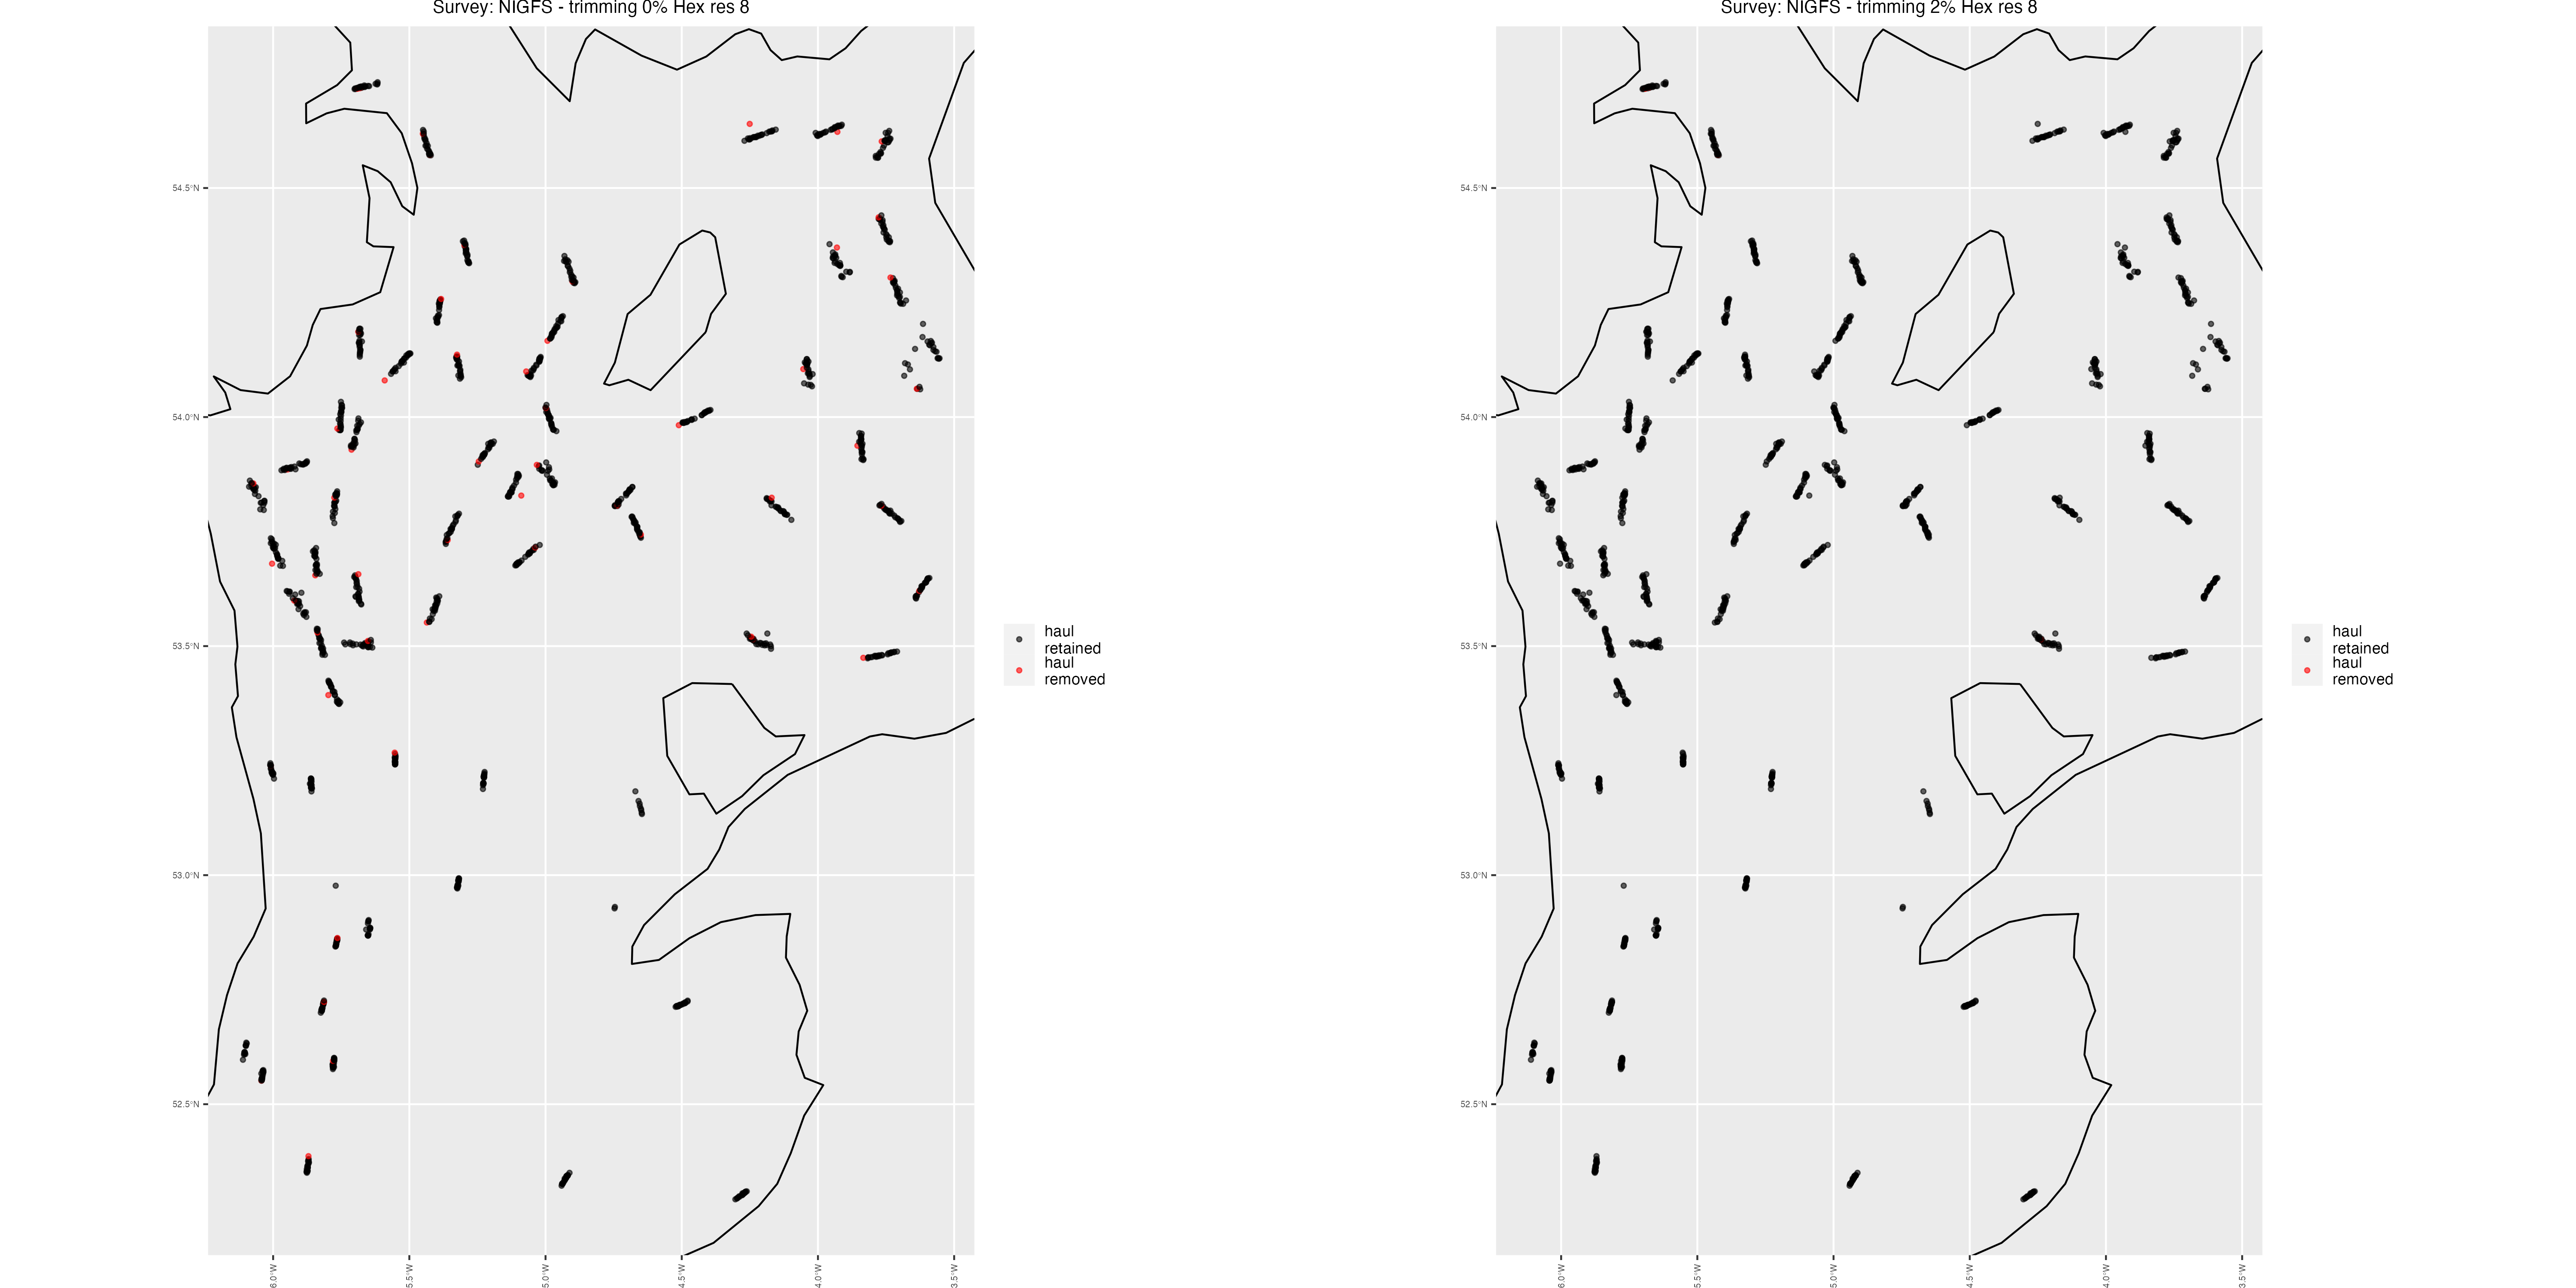 Survey: NIGFS - trimming 0% Hex res 8
54.5°N
54.0°N
53.5°N
53.0°N
52.5°N
6.0°W
5.5°W
5.0°W
4.5°W
4.0°W
3.5°W
haul
retained
haul
removed
Survey: NIGFS - trimming 2% Hex res 8
54.5°N
54.0°N
53.5°N
53.0°N
52.5°N
6.0°W
5.5°W
5.0°W
4.5°W
4.0°W
3.5°W
haul
retained
haul
removed